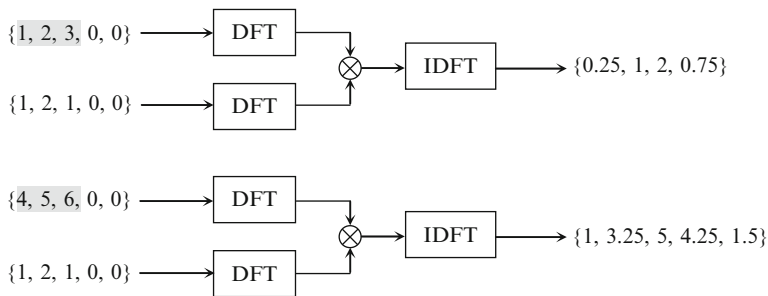 {1, 2, 3, 0, 0}
DFT
IDFT
{0.25, 1, 2, 0.75}
{1, 2, 1, 0, 0}
DFT
{4, 5, 6, 0, 0}
DFT
IDFT
{1, 3.25, 5, 4.25, 1.5}
{1, 2, 1, 0, 0}
DFT